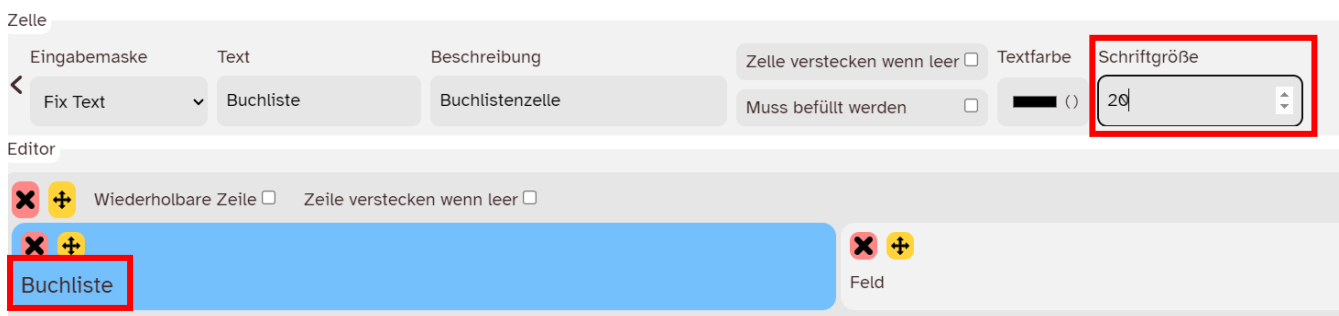 Zelle
Eingabemaske Text Beschreibung Zelle verstecken wenn leer Textfarbe Schriftgröße
Fix Text Buchliste Buchlistenzelle Muss befüllt werden () 20
Editor
Wiederholbare Zeile Zeile verstecken wenn leer
Buchliste Feld